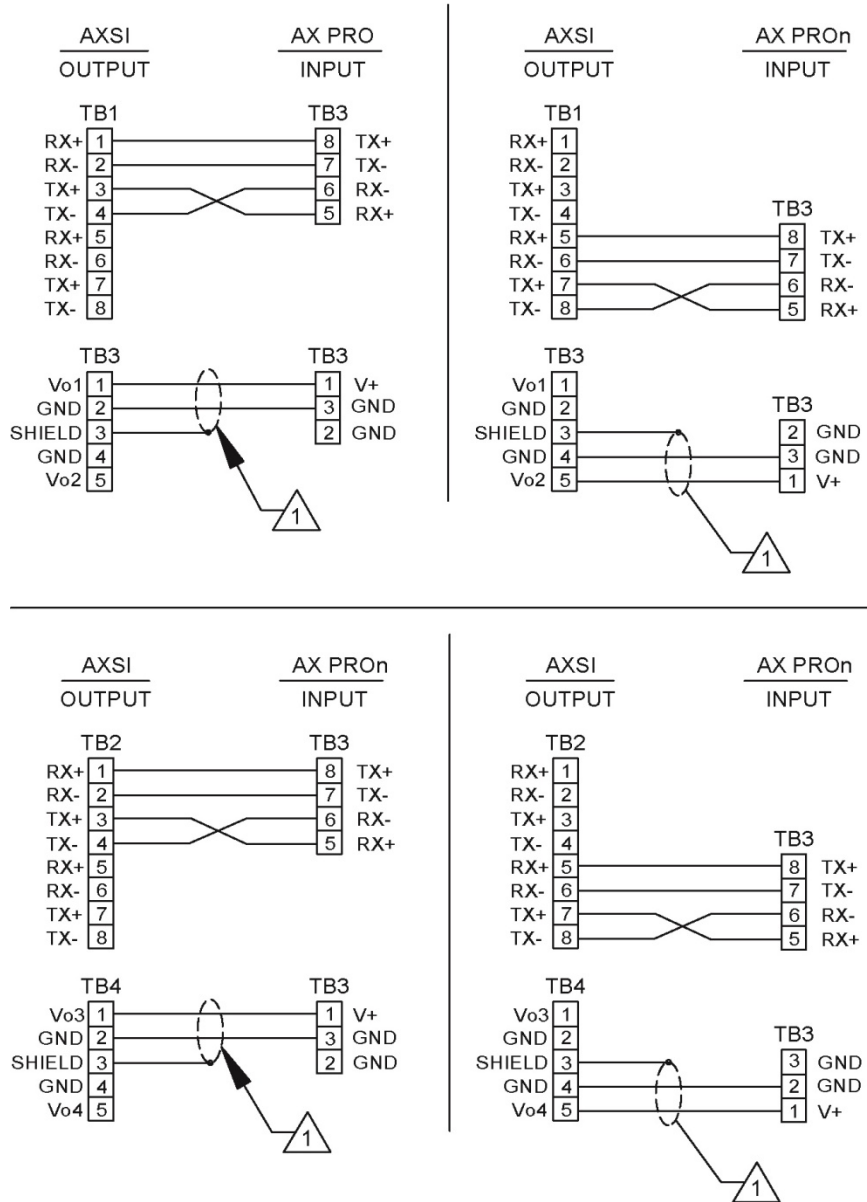 AXSI AX PRO
OUTPUT INPUT
TB1 TB3
RX+ 1 8 TX+
RX- 2 7 TX-
TX+ 3 6 RX-
TX- 4 5 RX+
RX+ 5
RX- 6
TX+ 7
TX- 8
TB3 TB3
Vo1 1 1 V+
GND 2 3 GND
SHIELD 3 2 GND
GND 4
Vo2 5
1
AXSI AX PROn
OUTPUT INPUT
TB1
RX+ 1
RX- 2
TX+ 3
TX- 4 TB3
RX+ 5 8 TX+
RX- 6 7 TX-
TX+ 7 6 RX-
TX- 8 5 RX+
TB3
Vo1 1
GND 2 TB3
SHIELD 3 2 GND
GND 4 3 GND
Vo2 5 1 V+
1
AXSI AX PROn
OUTPUT INPUT
TB2 TB3
RX+ 1 8 TX+
RX- 2 7 TX-
TX+ 3 6 RX-
TX- 4 5 RX+
RX+ 5
RX- 6
TX+ 7
TX- 8
TB4 TB3
Vo3 1 1 V+
GND 2 3 GND
SHIELD 3 2 GND
GND 4
Vo4 5
1
AXSI AX PROn
OUTPUT INPUT
TB2
RX+ 1
RX- 2
TX+ 3
TX- 4 TB3
RX+ 5 8 TX+
RX- 6 7 TX-
TX+ 7 6 RX-
TX- 8 5 RX+
TB4
Vo3 1
GND 2 TB3
SHIELD 3 3 GND
GND 4 2 GND
Vo4 5 1 V+
1